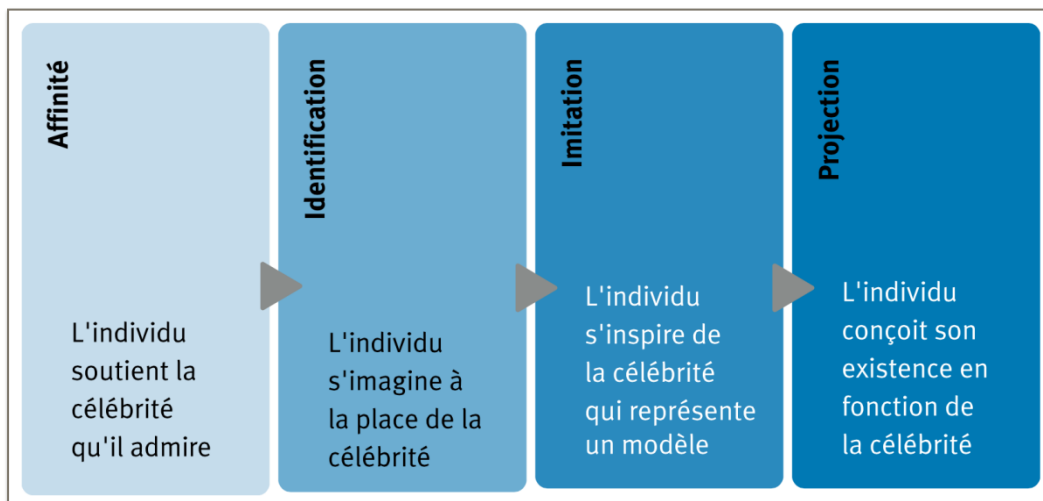 Affinité
L'individu
soutient la
célébrité
qu'il admire
Identification
L'individu
s'imagine à
la place de la
célébrité
Imitation
L'individu
s'inspire de
la célébrité
qui représente
un modèle
Projection
L'individu
conçoit son
existence en
fonction de
la célébrité